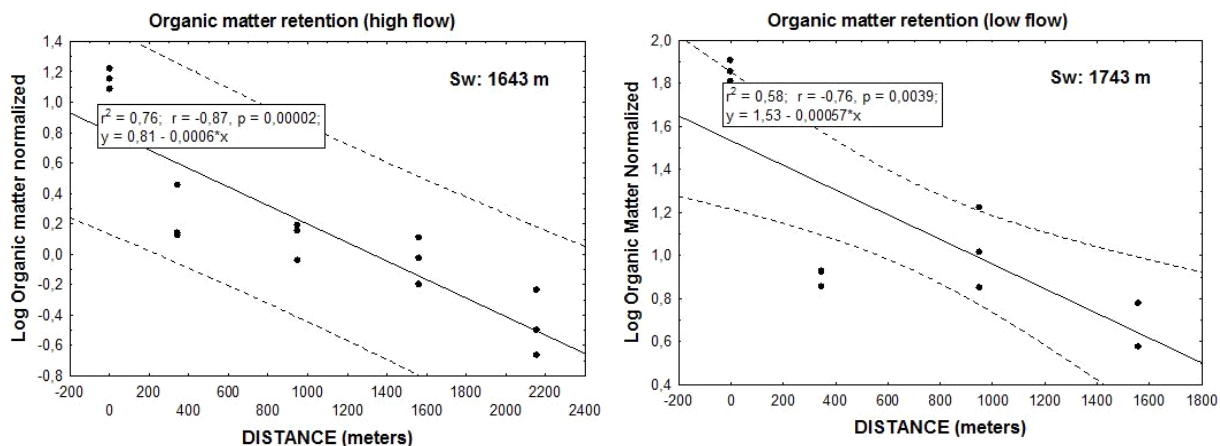 Organic matter retention (high flow)
Log Organic matter normalized
1,4
1,2
1,0
0,8
0,6
0,4
0,2
0,0
-0,2
-0,4
-0,6
-0,8
Sw: 1643 m
r² = 0,76; r = -0,87, p = 0,00002;
y = 0,81 - 0,0006*x
-200 200 600 1000 1400 1800 2200
0 400 800 1200 1600 2000 2400
DISTANCE (meters)
Organic matter retention (low flow)
Log Organic Matter Normalized
2,0
1,8
1,6
1,4
1,2
1,0
0,8
0,6
0,4
Sw: 1743 m
r² = 0,58; r = -0,76, p = 0,0039;
y = 1,53 - 0,00057*x
-200 0 200 400 600 800 1000 1200 1400 1600 1800
DISTANCE (meters)